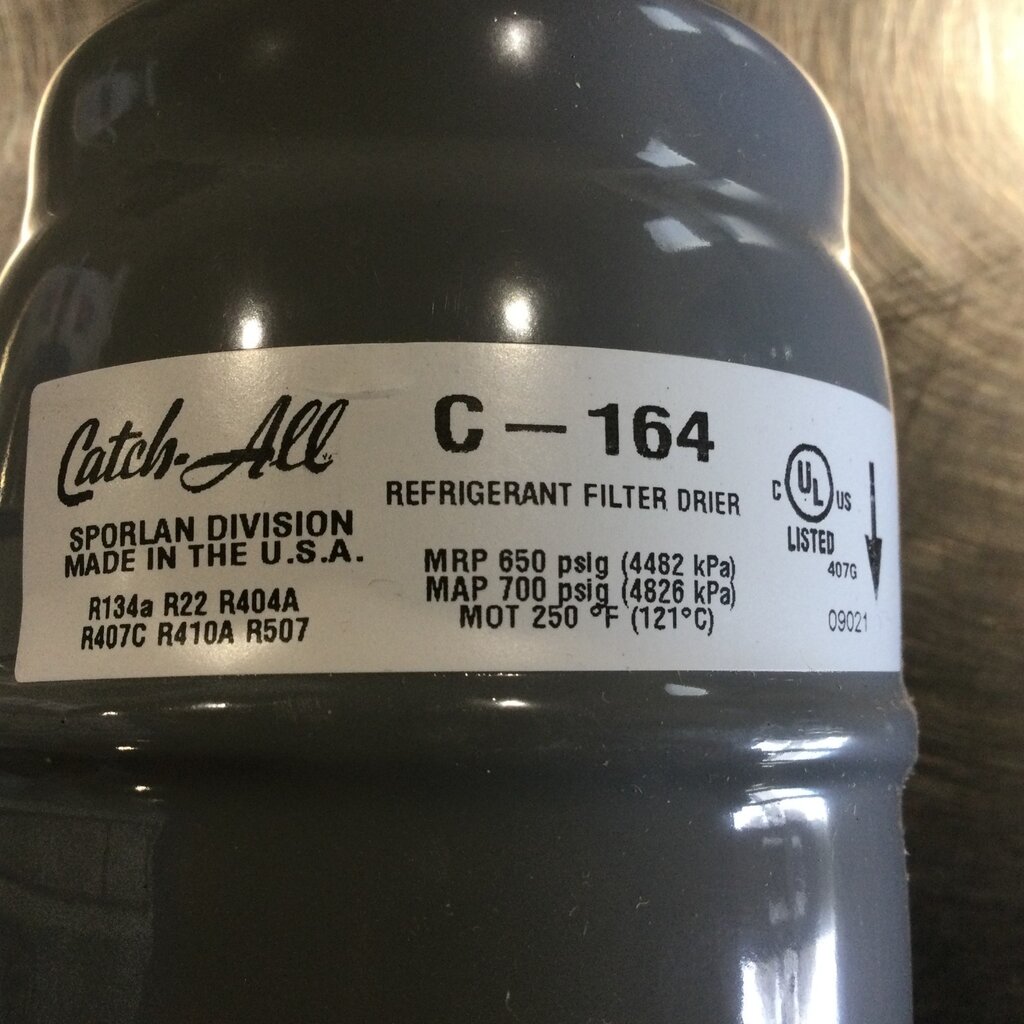 Catch-All
SPORLAN DIVISION
MADE IN THE U.S.A.
R134a R22 R404A
R407C R410A R507
C - 164
REFRIGERANT FILTER DRIER
MRP 650 psig (4482 kPa)
MAP 700 psig (4826 kPa)
MOT 250 °F (121°C)
C UL US
LISTED
407G
09021